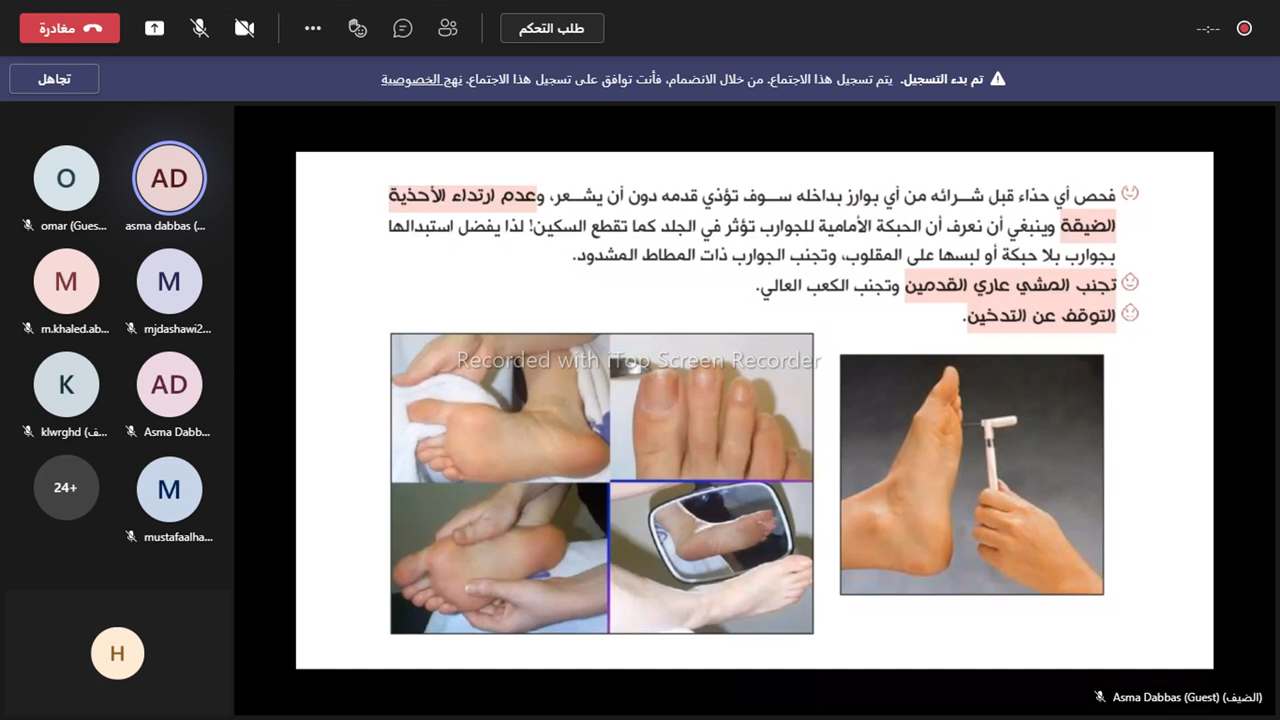 مغادرة
طلب التحكم
--:--
تم بدء التسجيل. يتم تسجيل هذا الاجتماع. من خلال الانضمام، فأنت توافق على تسجيل هذا الاجتماع. نهج الخصوصية
تجاهل
O
AD
omar (Gues...
asma dabbas (...
M
M
m.khaled.ab...
mjdashawi2...
K
AD
klwrghd (ف...
Asma Dabb...
24+
M
mustafaalha...
H
فحص أي حذاء قبل شرائه من أي بوارز بداخله سوف تؤذي قدمه دون أن يشعر، وعدم ارتداء الأحذية
الضيقة وينبغي أن نعرف أن الحبكة الأمامية للجوارب تؤثر في الجلد كما تقطع السكين! لذا يفضل استبدالها
بجوارب بلا حبكة أو لبسها على المقلوب، وتجنب الجوارب ذات المطاط المشدود.
تجنب المشي عاري القدمين وتجنب الكعب العالي.
التوقف عن التدخين.
Recorded with iTop Screen Recorder
Asma Dabbas (Guest) (الضيف)